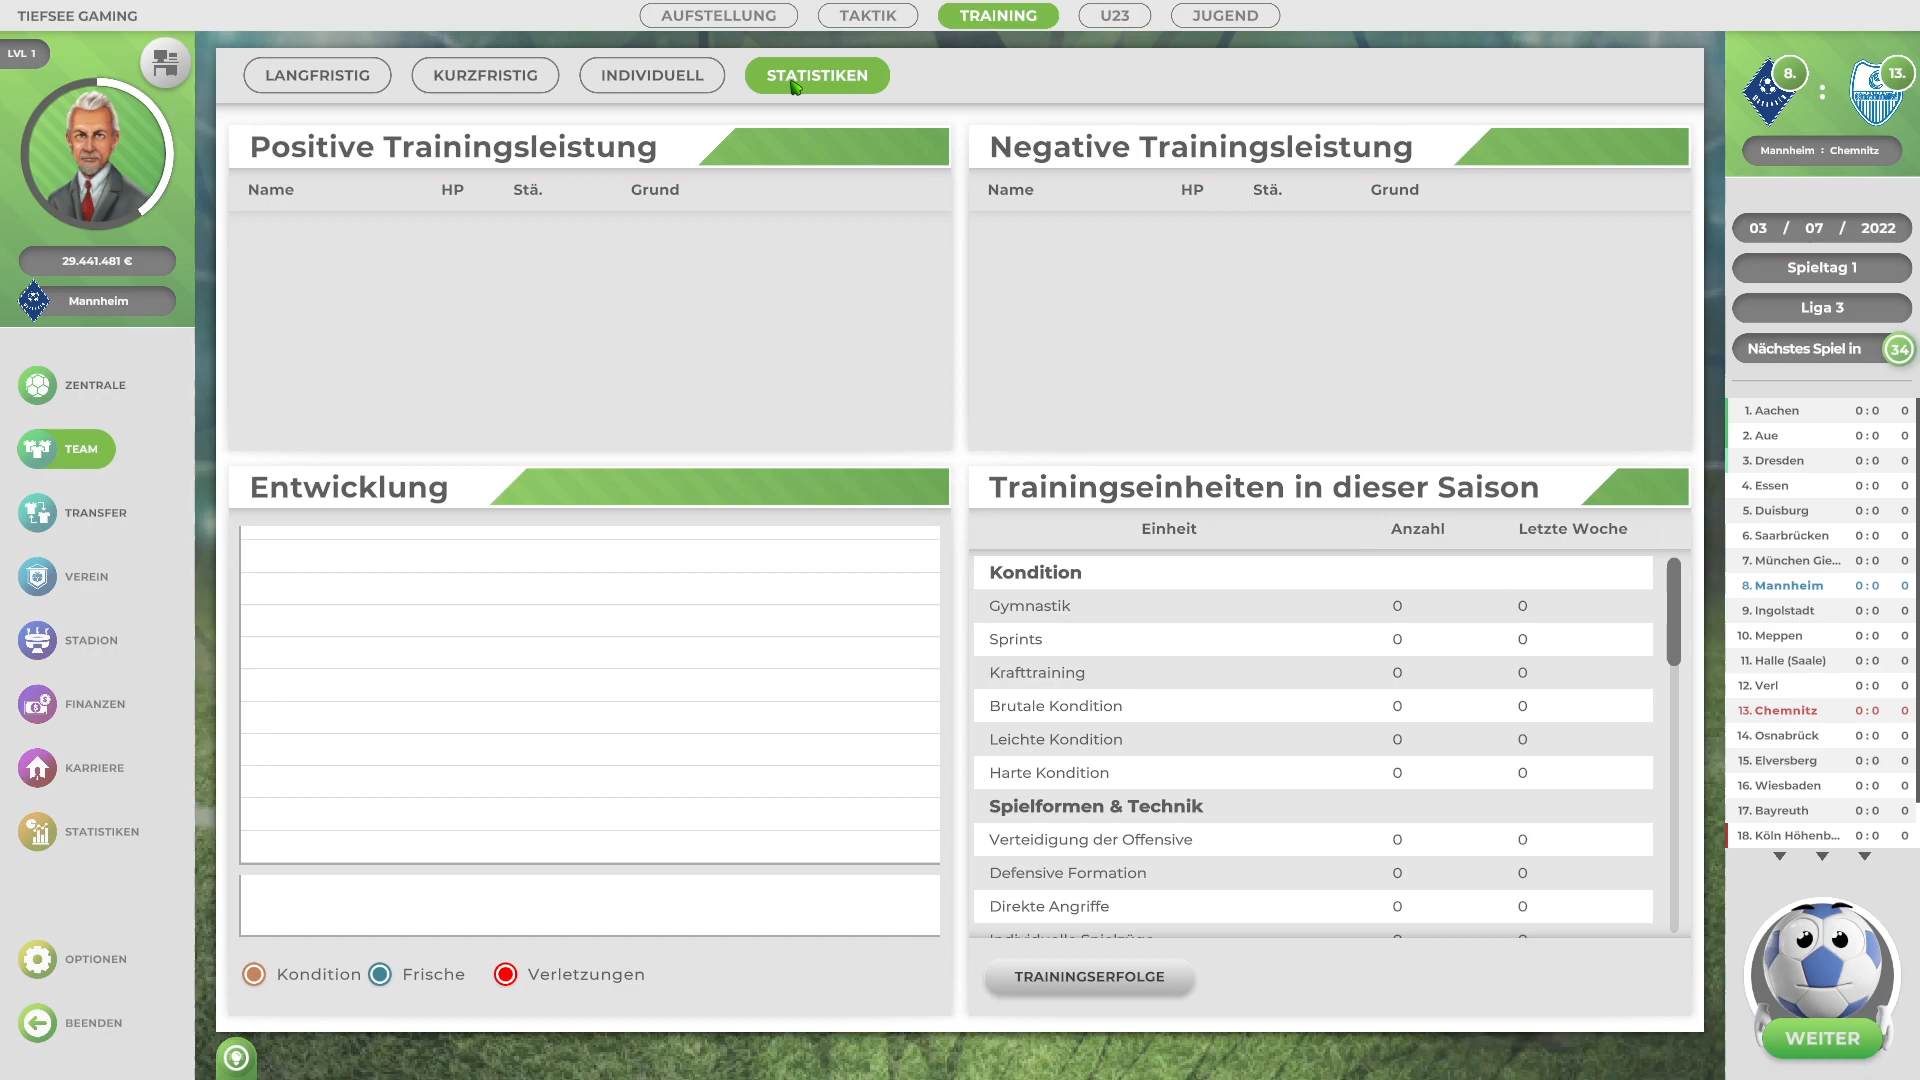 TIEFSEE GAMING
AUFSTELLUNG
TAKTIK
TRAINING
U23
JUGEND
LVL 1
29.441.481 €
Mannheim
ZENTRALE
TEAM
TRANSFER
VEREIN
STADION
FINANZEN
KARRIERE
STATISTIKEN
OPTIONEN
BEENDEN
LANGFRISTIG
KURZFRISTIG
INDIVIDUELL
STATISTIKEN
Positive Trainingsleistung
Name HP Stä. Grund
Negative Trainingsleistung
Name HP Stä. Grund
Entwicklung
Kondition Frische Verletzungen
Trainingseinheiten in dieser Saison
Einheit Anzahl Letzte Woche
Kondition
Gymnastik 0 0
Sprints 0 0
Krafttraining 0 0
Brutale Kondition 0 0
Leichte Kondition 0 0
Harte Kondition 0 0
Spielformen & Technik
Verteidigung der Offensive 0 0
Defensive Formation 0 0
Direkte Angriffe 0 0
TRAININGSERFOLGE
8. : 13.
Mannheim : Chemnitz
03 / 07 / 2022
Spieltag 1
Liga 3
Nächstes Spiel in 34
1. Aachen 0 : 0 0
2. Aue 0 : 0 0
3. Dresden 0 : 0 0
4. Essen 0 : 0 0
5. Duisburg 0 : 0 0
6. Saarbrücken 0 : 0 0
7. München Gie... 0 : 0 0
8. Mannheim 0 : 0 0
9. Ingolstadt 0 : 0 0
10. Meppen 0 : 0 0
11. Halle (Saale) 0 : 0 0
12. Verl 0 : 0 0
13. Chemnitz 0 : 0 0
14. Osnabrück 0 : 0 0
15. Elversberg 0 : 0 0
16. Wiesbaden 0 : 0 0
17. Bayreuth 0 : 0 0
18. Köln Höhenb... 0 : 0 0
WEITER